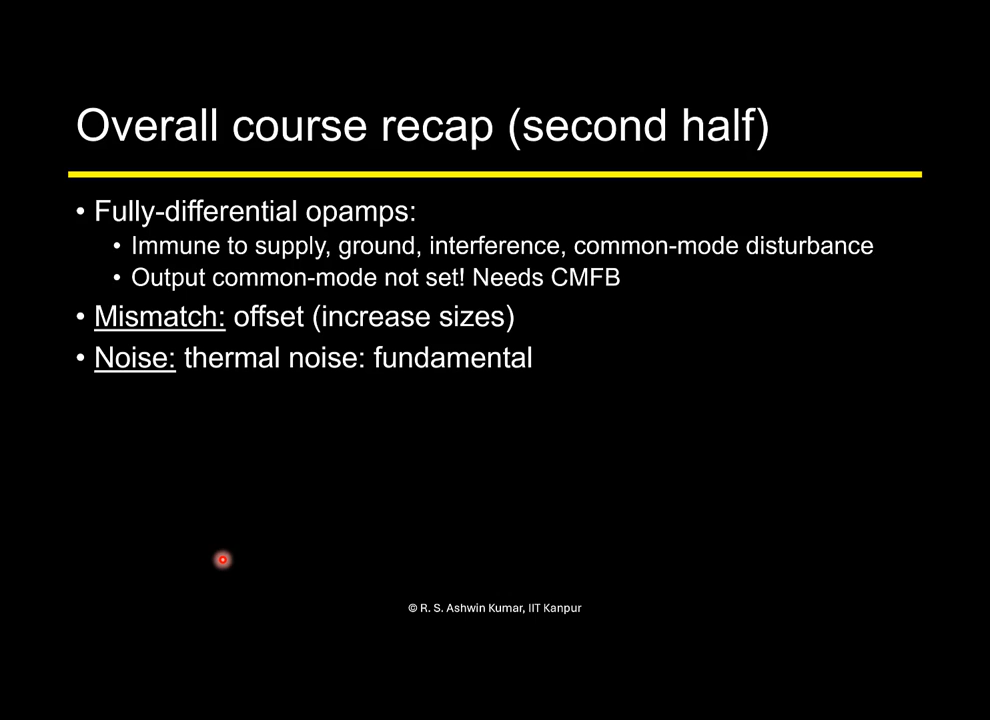 Overall course recap (second half)
• Fully-differential opamps:
• Immune to supply, ground, interference, common-mode disturbance
• Output common-mode not set! Needs CMFB
• Mismatch: offset (increase sizes)
• Noise: thermal noise: fundamental
© R. S. Ashwin Kumar, IIT Kanpur